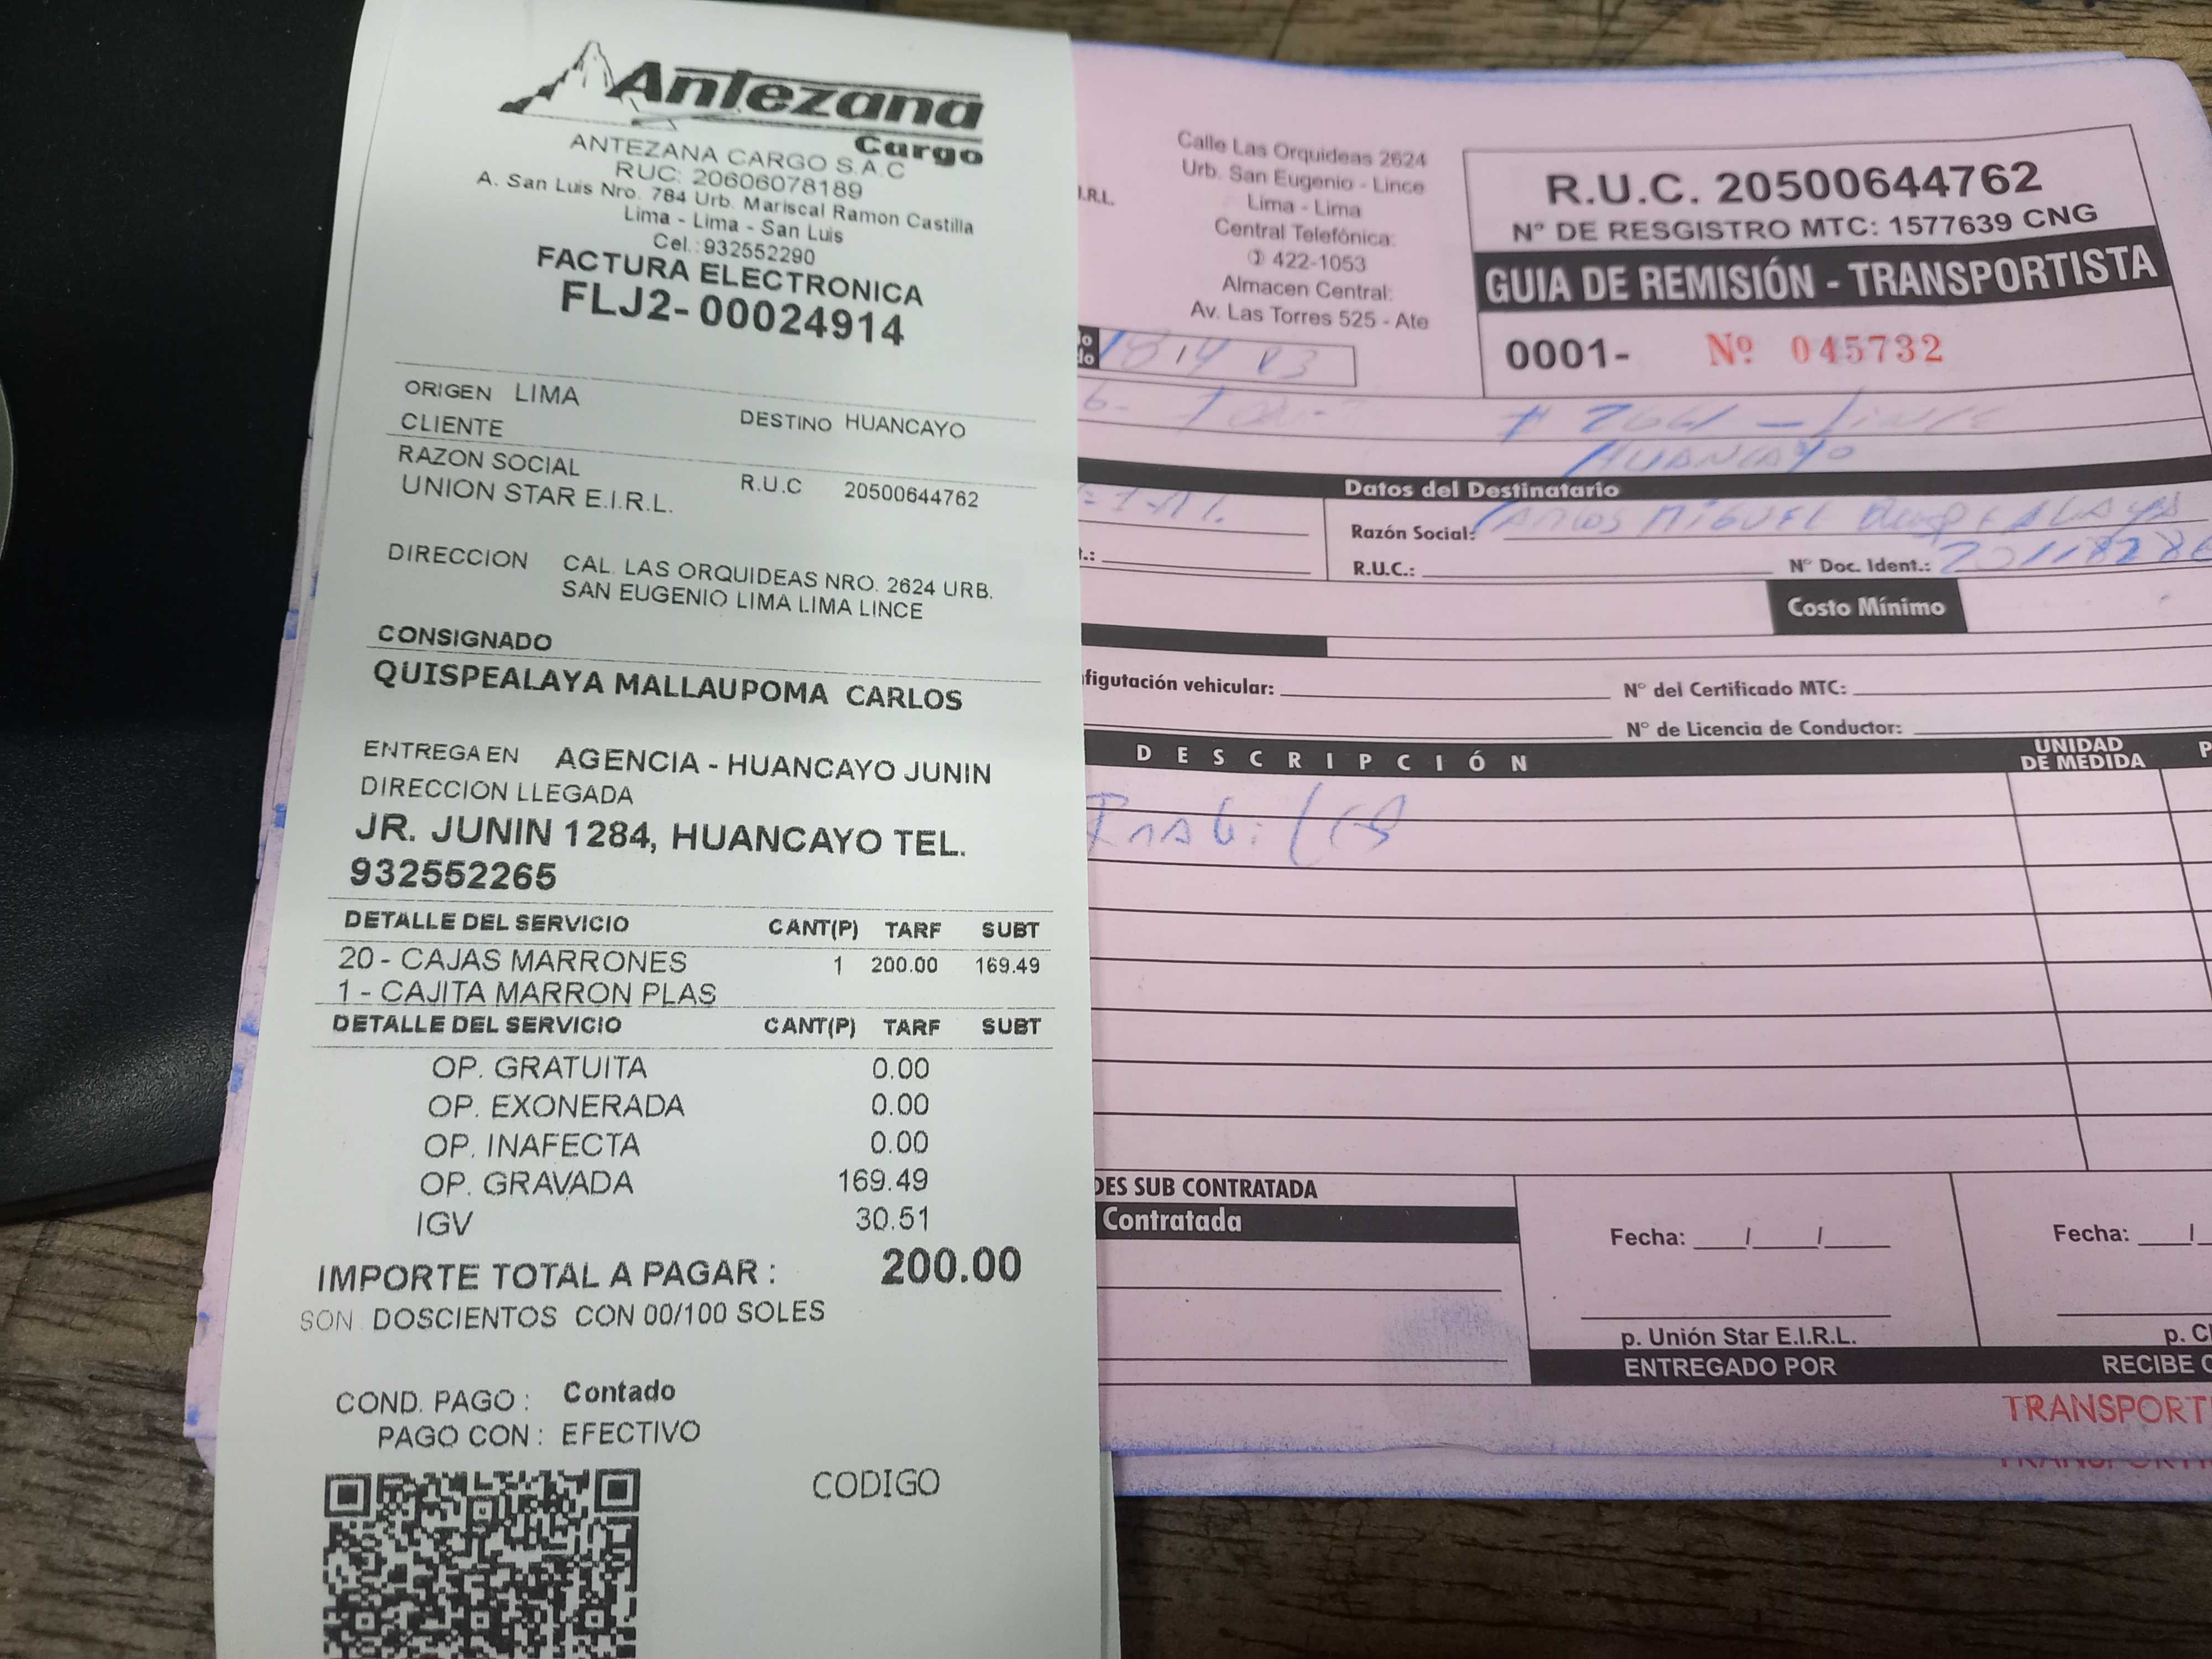 Antezana
Cargo
ANTEZANA CARGO S.A.C
RUC: 20606078189
A. San Luis Nro. 784 Urb. Mariscal Ramon Castilla
Lima - Lima - San Luis
Cel.:932552290
FACTURA ELECTRONICA
FLJ2-00024914
ORIGEN LIMA
DESTINO HUANCAYO
CLIENTE
RAZON SOCIAL
R.U.C 20500644762
UNION STAR E.I.R.L.
DIRECCION CAL. LAS ORQUIDEAS NRO. 2624 URB.
SAN EUGENIO LIMA LIMA LINCE
CONSIGNADO
QUISPEALAYA MALLAUPOMA CARLOS
ENTREGA EN AGENCIA - HUANCAYO JUNIN
DIRECCION LLEGADA
JR. JUNIN 1284, HUANCAYO TEL.
932552265
DETALLE DEL SERVICIO CANT(P) TARF SUBT
20 - CAJAS MARRONES 1 200.00 169.49
1 - CAJITA MARRON PLAS
DETALLE DEL SERVICIO CANT(P) TARF SUBT
OP. GRATUITA 0.00
OP. EXONERADA 0.00
OP. INAFECTA 0.00
OP. GRAVADA 169.49
IGV 30.51
IMPORTE TOTAL A PAGAR : 200.00
SON DOSCIENTOS CON 00/100 SOLES
COND. PAGO : Contado
PAGO CON : EFECTIVO
CODIGO
I.R.L.
Calle Las Orquideas 2624
Urb. San Eugenio - Lince
Lima - Lima
Central Telefónica:
422-1053
Almacen Central:
Av. Las Torres 525 - Ate
R.U.C. 20500644762
N° DE RESGISTRO MTC: 1577639 CNG
GUIA DE REMISIÓN - TRANSPORTISTA
0001- Nº 045732
HUANCAYO
Datos del Destinatario
Razón Social: CARLOS MIGUEL
R.U.C.: N° Doc. Ident.:
Costo Mínimo
figutación vehicular: N° del Certificado MTC:
N° de Licencia de Conductor:
DESCRIPCIÓN UNIDAD DE MEDIDA P
DES SUB CONTRATADA
Contratada
Fecha: / / Fecha: /
p. Unión Star E.I.R.L. p. Cl
ENTREGADO POR RECIBE C
TRANSPORT